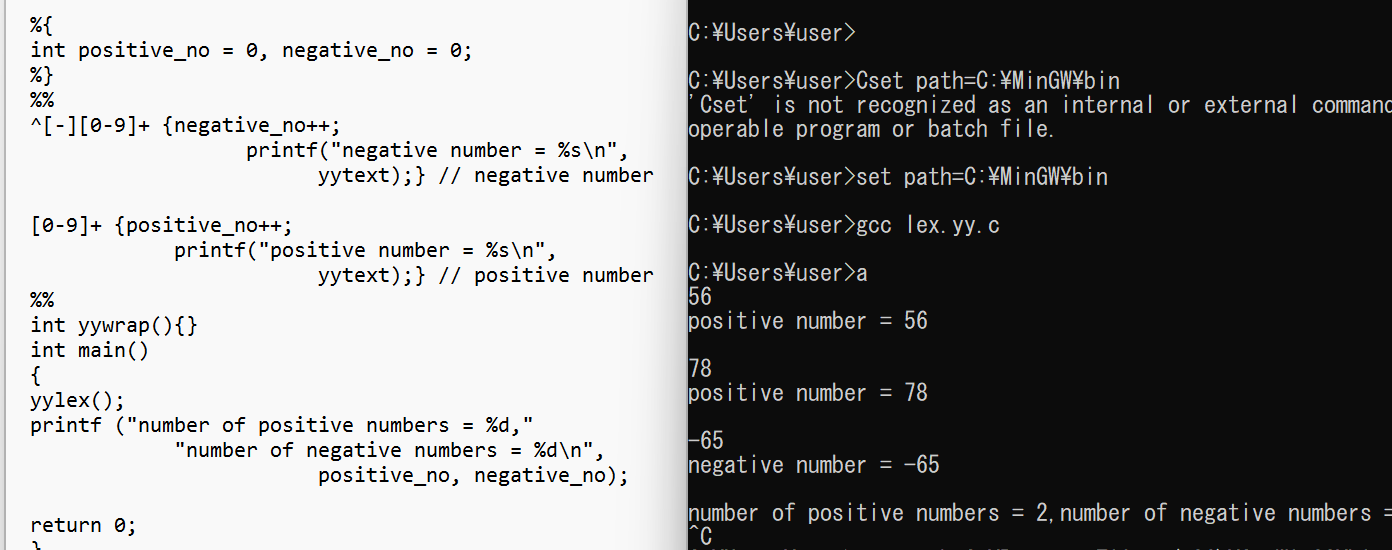 %{
int positive_no = 0, negative_no = 0;
%}
%%
^[-][0-9]+ {negative_no++;
printf("negative number = %s\n",
yytext);} // negative number
[0-9]+ {positive_no++;
printf("positive number = %s\n",
yytext);} // positive number
%%
int yywrap(){}
int main()
{
yylex();
printf ("number of positive numbers = %d,"
"number of negative numbers = %d\n",
positive_no, negative_no);
return 0;
C:¥Users¥user>
C:¥Users¥user>Cset path=C:¥MinGW¥bin
'Cset' is not recognized as an internal or external command
operable program or batch file.
C:¥Users¥user>set path=C:¥MinGW¥bin
C:¥Users¥user>gcc lex.yy.c
C:¥Users¥user>a
56
positive number = 56
78
positive number = 78
-65
negative number = -65
number of positive numbers = 2,number of negative numbers =
^C